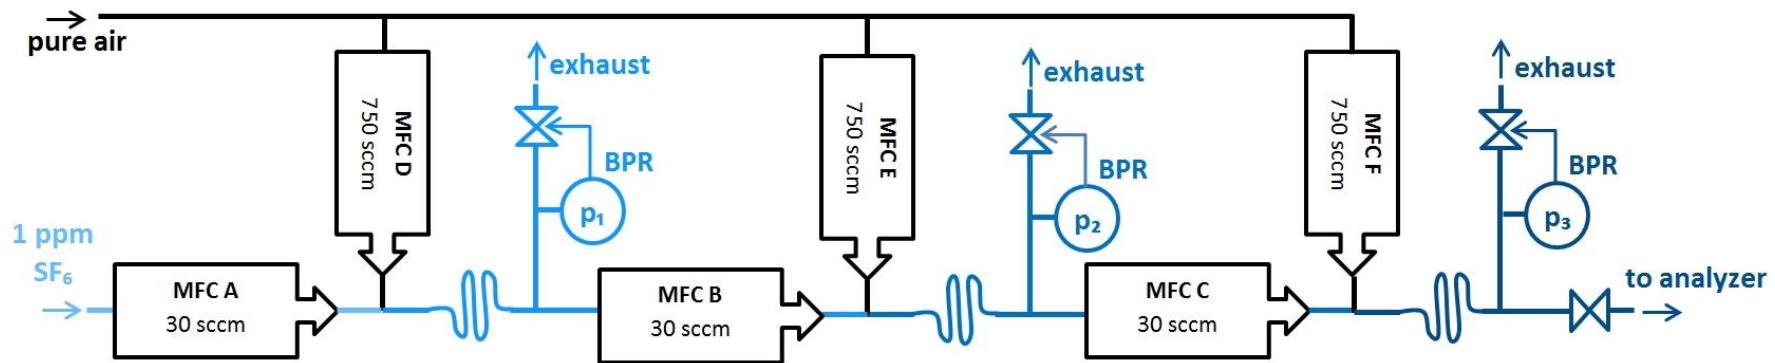 pure air
MFC D
750 sccm
exhaust
BPR
p₁
MFC E
750 sccm
exhaust
BPR
p₂
MFC F
750 sccm
exhaust
BPR
p₃
1 ppm
SF₆
MFC A
30 sccm
MFC B
30 sccm
MFC C
30 sccm
to analyzer